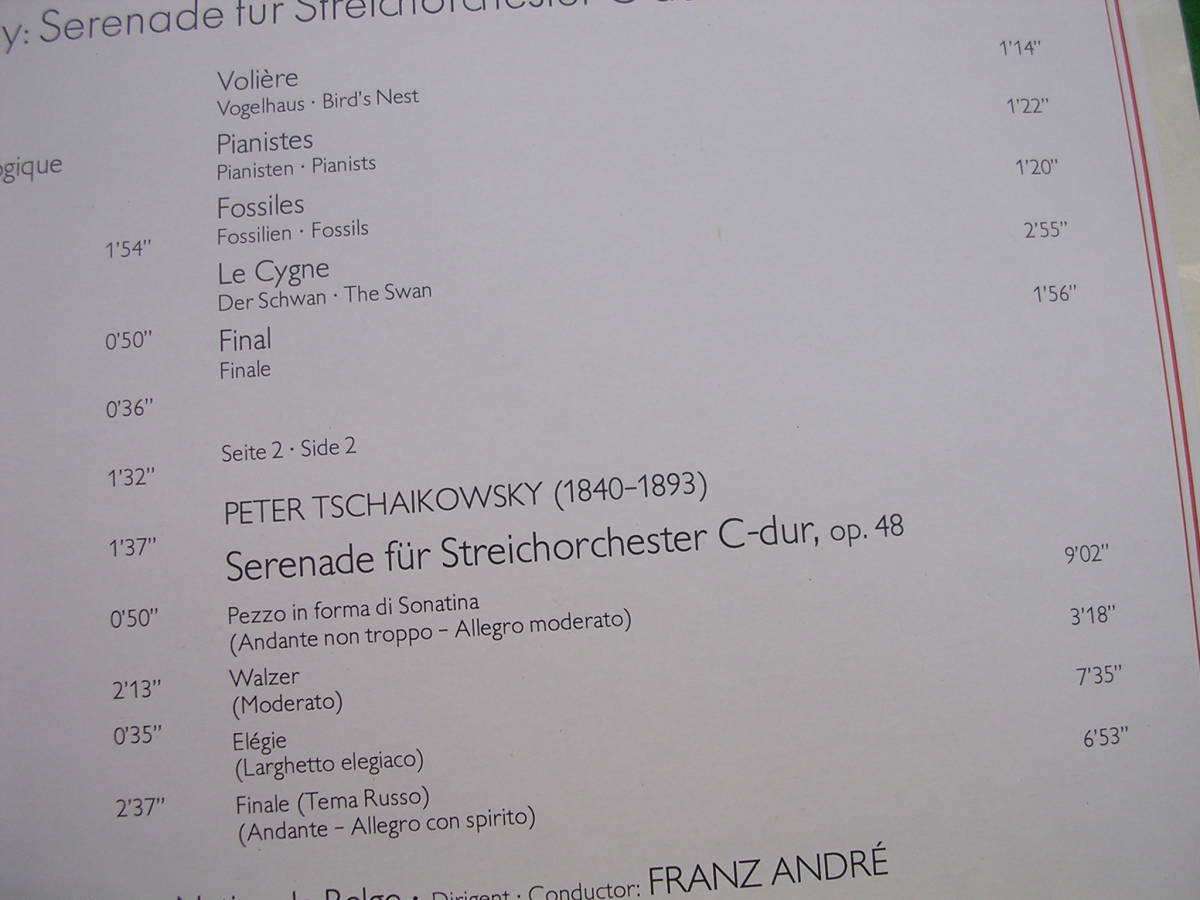 y: Serenade für Streichorchester
Volière 1'14"
Vogelhaus · Bird's Nest
Pianistes 1'22"
Pianisten · Pianists
ogique
Fossiles 1'20"
Fossilien · Fossils
1'54"
Le Cygne 2'55"
Der Schwan · The Swan
0'50"
Final 1'56"
Finale
0'36"
Seite 2 · Side 2
1'32"
PETER TSCHAIKOWSKY (1840–1893)
1'37"
Serenade für Streichorchester C-dur, op. 48
0'50"
Pezzo in forma di Sonatina 9'02"
(Andante non troppo – Allegro moderato)
2'13"
Walzer 3'18"
(Moderato)
0'35"
Elégie 7'35"
(Larghetto elegiaco)
2'37"
Finale (Tema Russo) 6'53"
(Andante – Allegro con spirito)
Belge · Dirigent · Conductor: FRANZ ANDRÉ